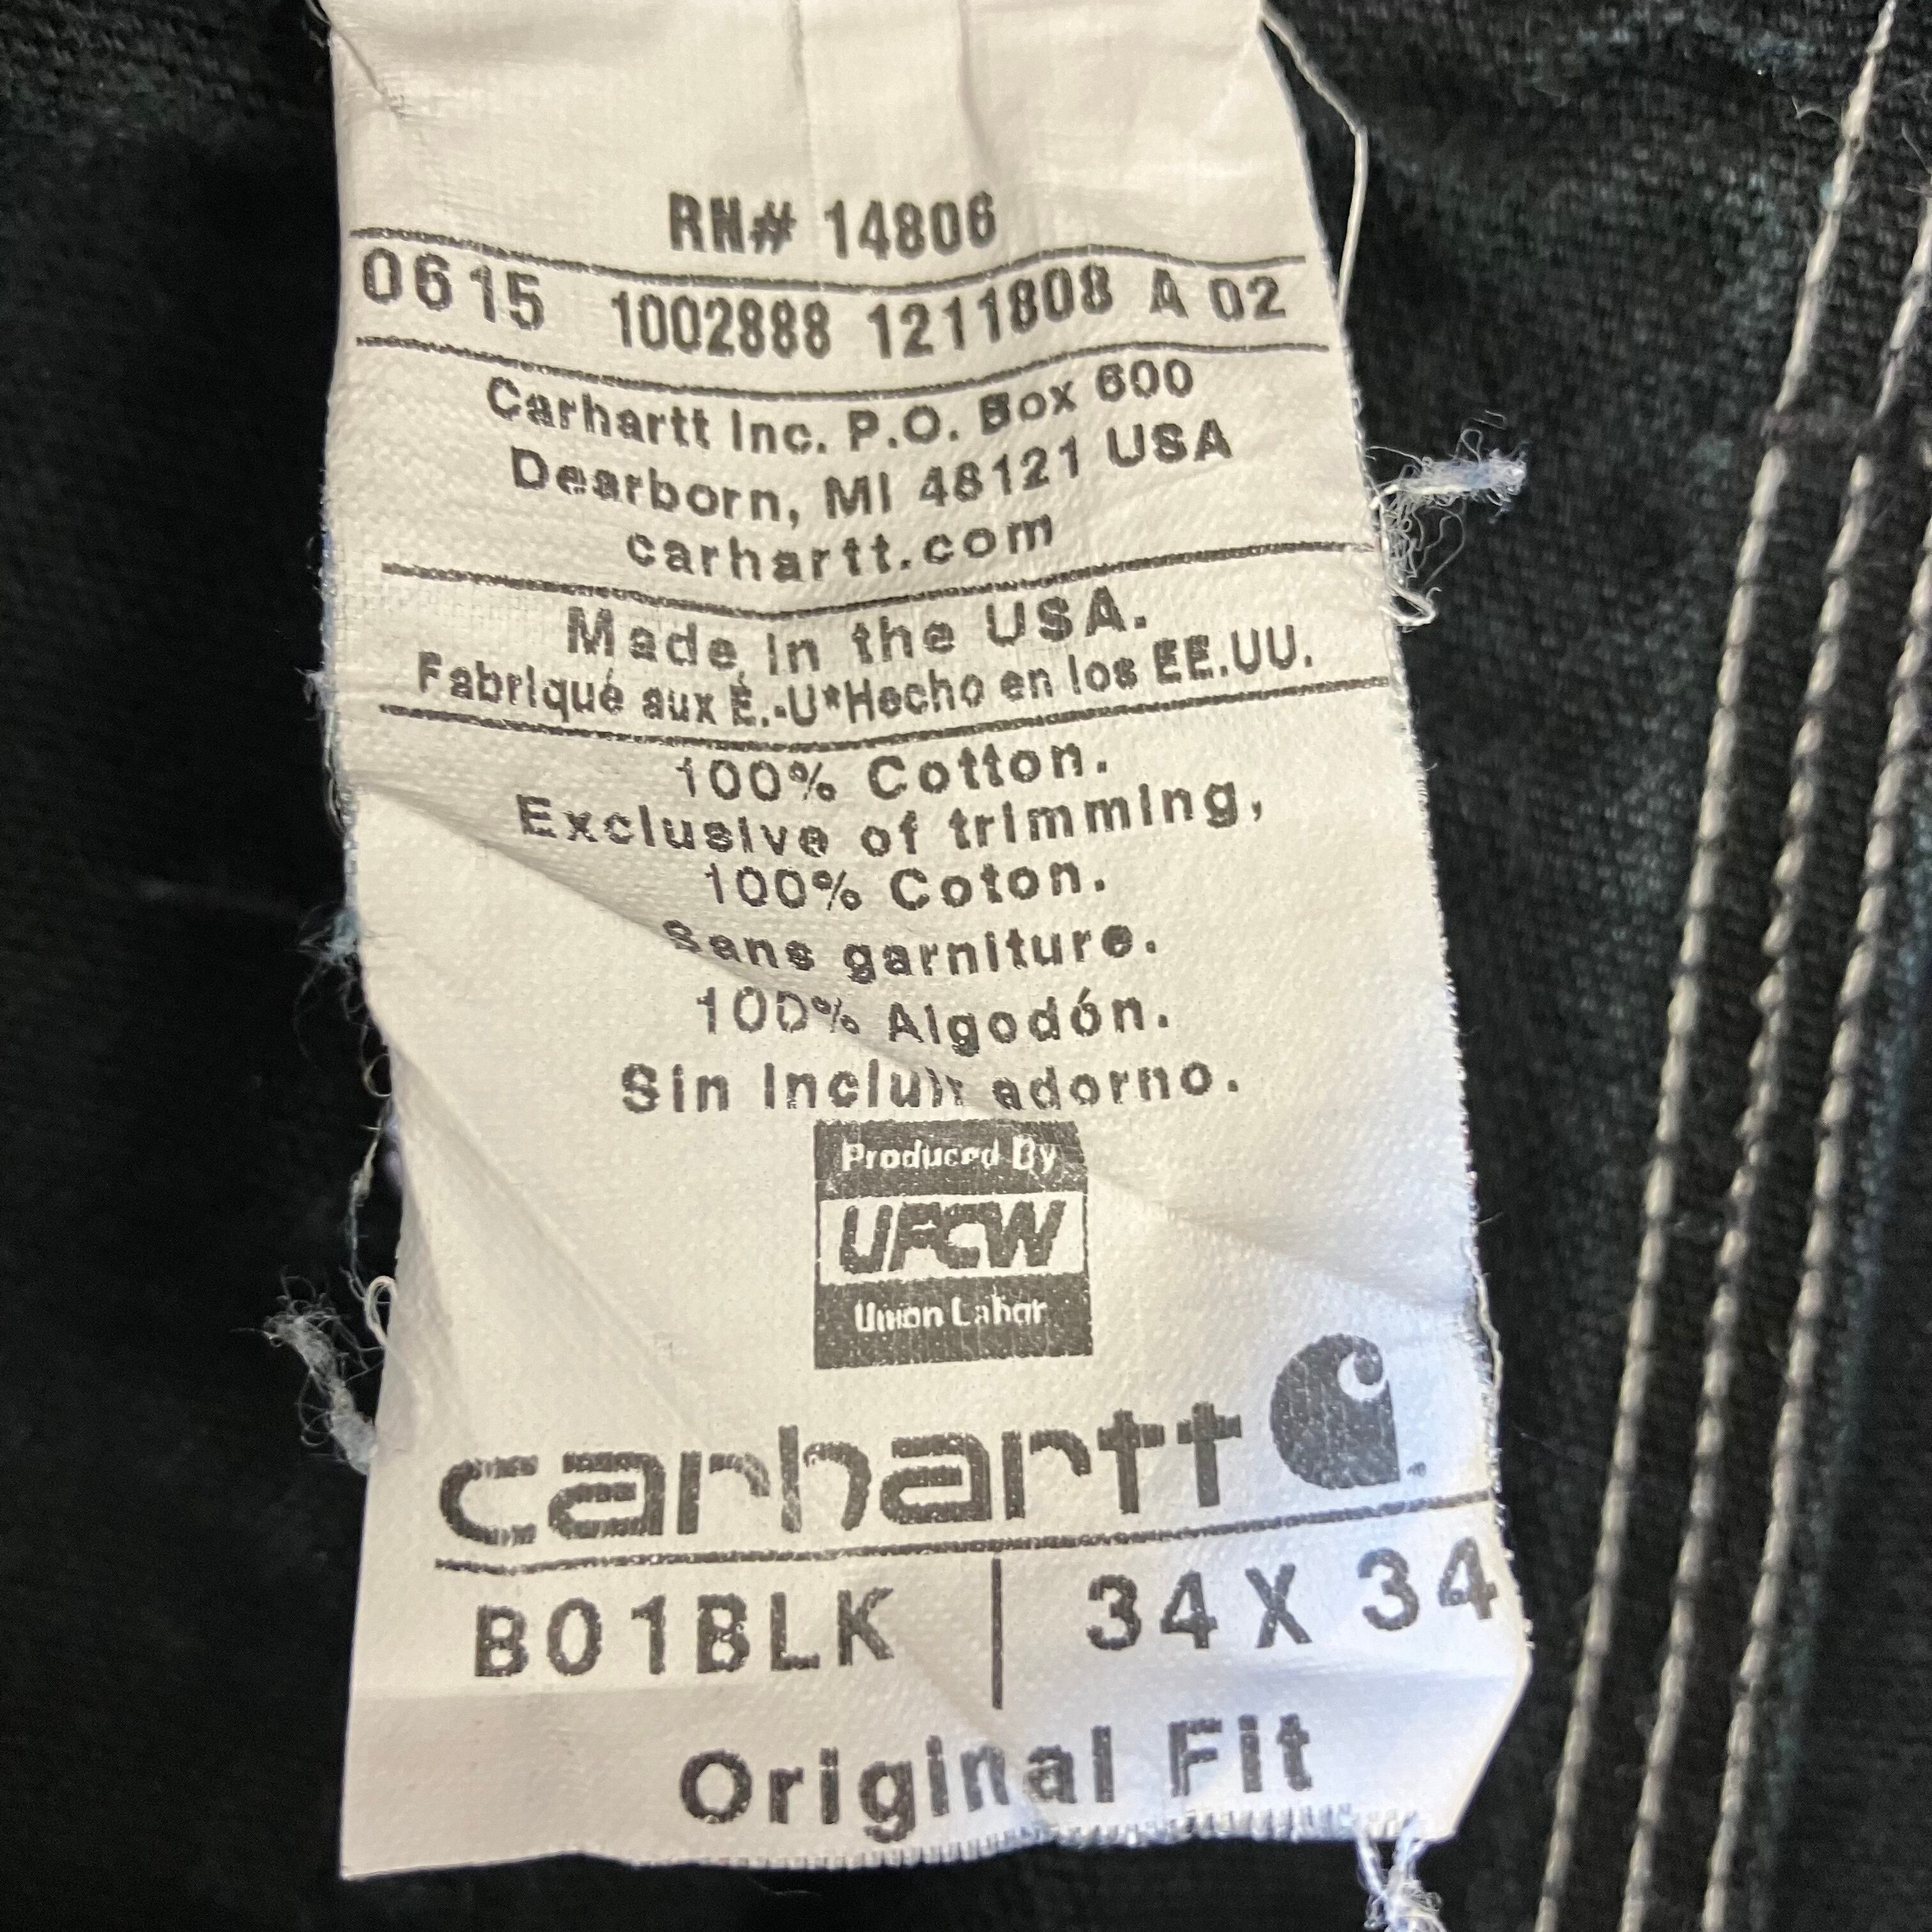 RN# 14806
0615 1002888 1211808 A 02
Carhartt Inc. P.O. Box 600
Dearborn, MI 48121 USA
carhartt.com
Made in the USA.
Fabriqué aux É.-U*Hecho en los EE.UU.
100% Cotton.
Exclusive of trimming,
100% Coton.
Sans garniture.
100% Algodón.
Sin incluir adorno.
Produced By
UFCW
Union Labor
carhartt
B01BLK | 34 X 34
Original Fit